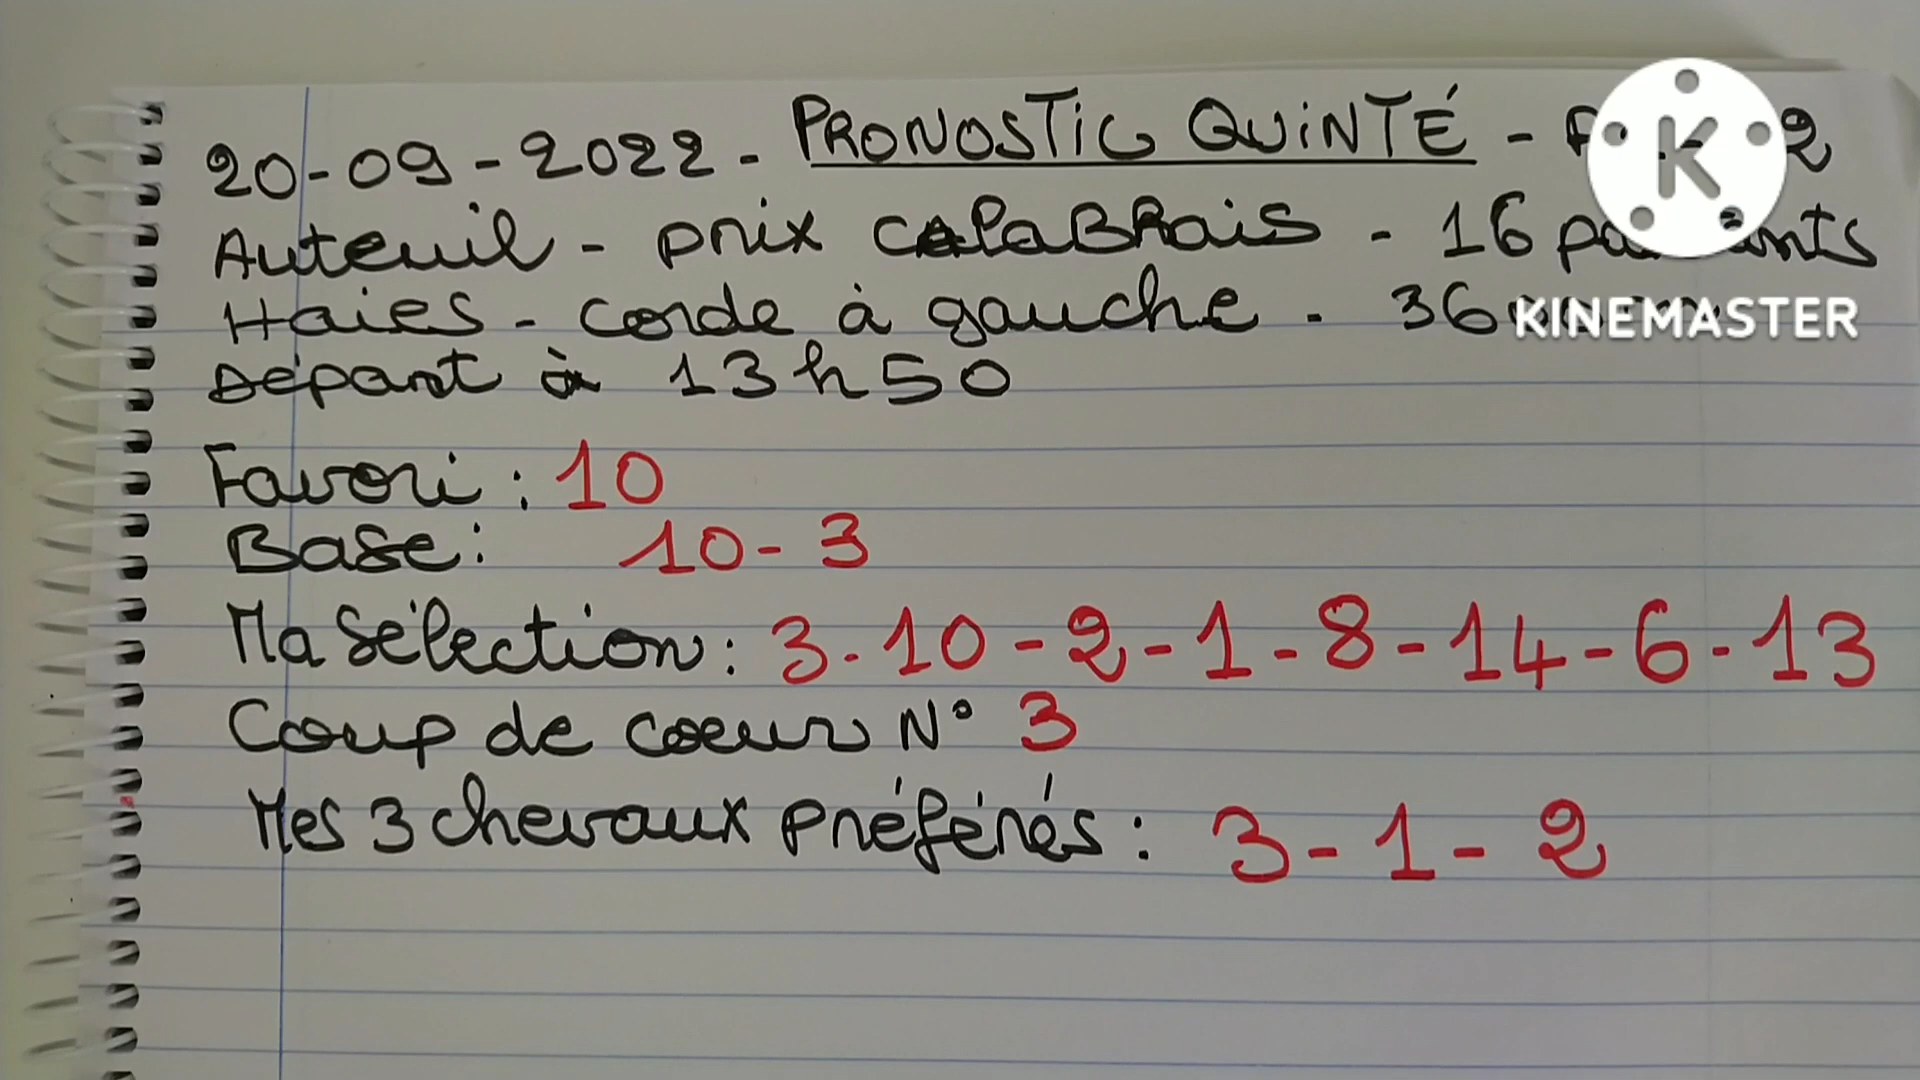 20-09-2022 - PRONOSTIC QUINTÉ -
Auteuil - prix CALABRAIS - 16
Haies - corde à gauche - 36
Départ à 13h50
Favori : 10
Base : 10 - 3
Ma Sélection : 3 - 10 - 2 - 1 - 8 - 14 - 6 - 13
Coup de coeur N° 3
Mes 3 chevaux préférés : 3 - 1 - 2
K
KINEMASTER